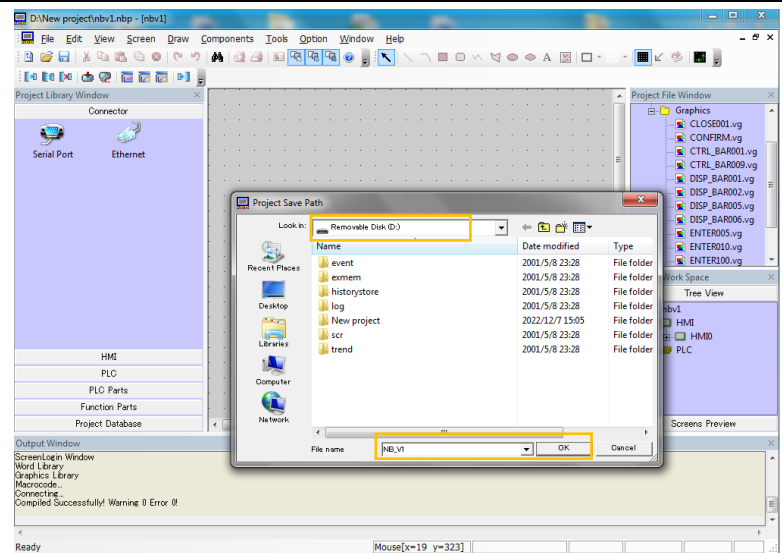 D:\New project\nbv1.nbp - [nbv1]
File Edit View Screen Draw Components Tools Option Window Help
Project Library Window
Connector
Serial Port Ethernet
HMI
PLC
PLC Parts
Function Parts
Project Database
Project File Window
Graphics
CLOSE001.vg
CONFIRM.vg
CTRL_BAR001.vg
CTRL_BAR009.vg
DISP_BAR001.vg
DISP_BAR002.vg
DISP_BAR005.vg
DISP_BAR006.vg
ENTER005.vg
ENTER010.vg
ENTER100.vg
Work Space
Tree View
nbv1
HMI
HMI0
PLC
Screens Preview
Project Save Path
Look in: Removable Disk (D:)
Name Date modified Type
event 2001/5/8 23:28 File folder
exmem 2001/5/8 23:28 File folder
historystore 2001/5/8 23:28 File folder
log 2001/5/8 23:28 File folder
New project 2022/12/7 15:05 File folder
scr 2001/5/8 23:28 File folder
trend 2001/5/8 23:28 File folder
Recent Places
Desktop
Libraries
Computer
Network
File name NB_V1 OK Cancel
Output Window
ScreenLogin Window
Word Library
Graphics Library
Macrocode...
Connecting...
Compiled Successfully! Warning 0 Error 0!
Ready Mouse[x=19 y=323]